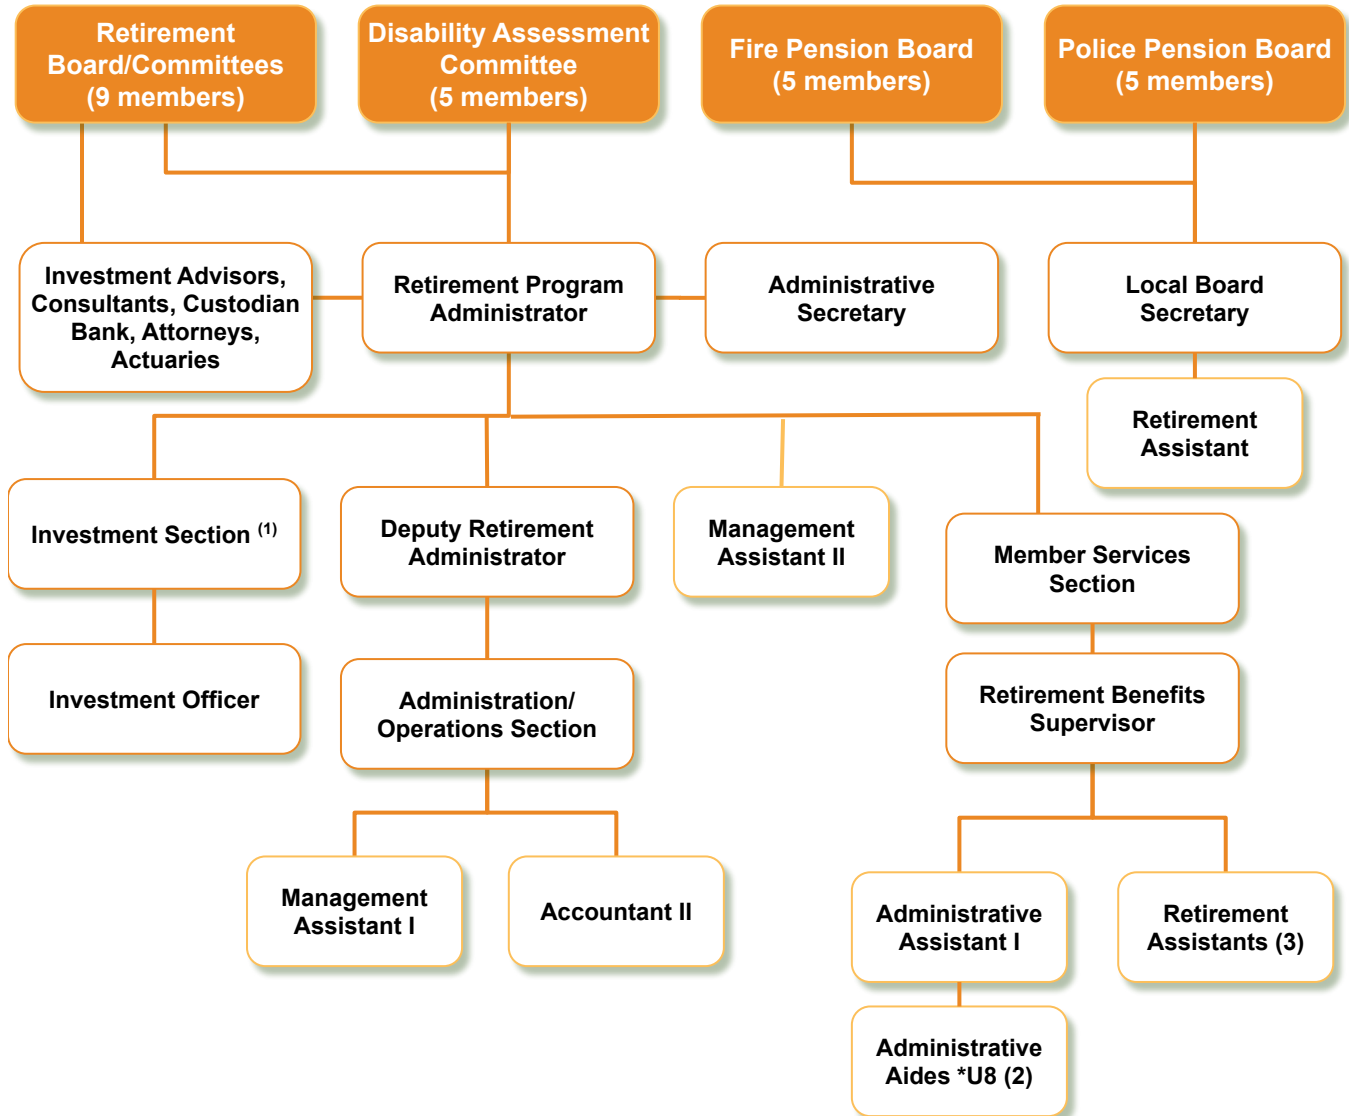 Retirement
Board/Committees
(9 members)
Disability Assessment
Committee
(5 members)
Fire Pension Board
(5 members)
Police Pension Board
(5 members)
Investment Advisors,
Consultants, Custodian
Bank, Attorneys,
Actuaries
Retirement Program
Administrator
Administrative
Secretary
Local Board
Secretary
Retirement
Assistant
Investment Section (1)
Deputy Retirement
Administrator
Management
Assistant II
Member Services
Section
Investment Officer
Administration/
Operations Section
Retirement Benefits
Supervisor
Management
Assistant I
Accountant II
Administrative
Assistant I
Retirement
Assistants (3)
Administrative
Aides *U8 (2)